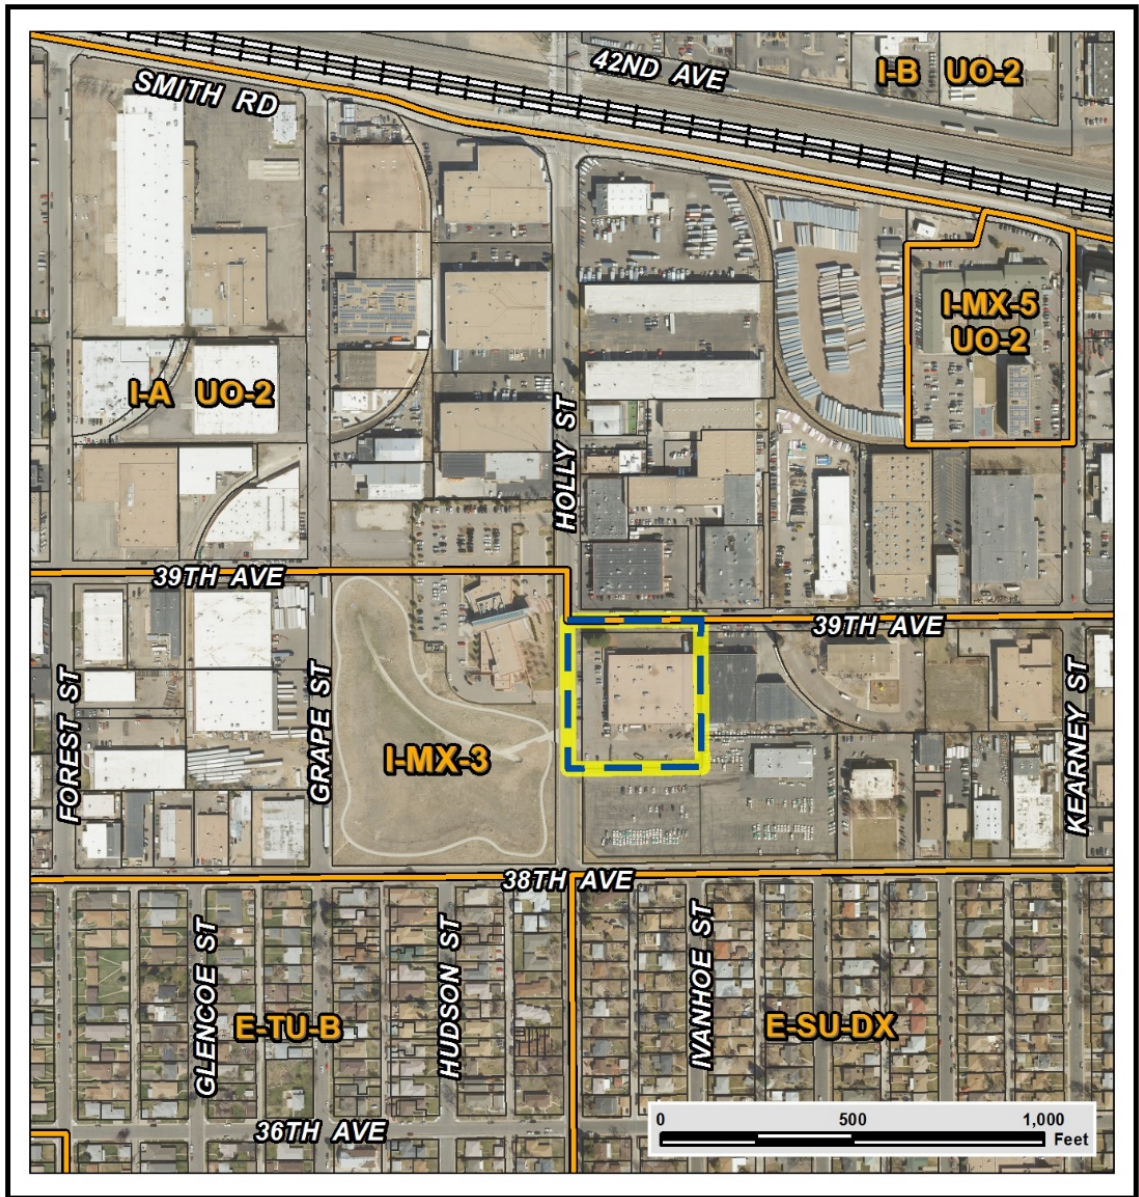 42ND AVE
I-B UO-2
SMITH RD
I-MX-5
UO-2
I-A UO-2
HOLLY ST
39TH AVE
39TH AVE
FOREST ST
GRAPE ST
I-MX-3
KEARNEY ST
38TH AVE
GLENCOE ST
HUDSON ST
IVANHOE ST
E-TU-B
E-SU-DX
36TH AVE
0 500 1,000
Feet